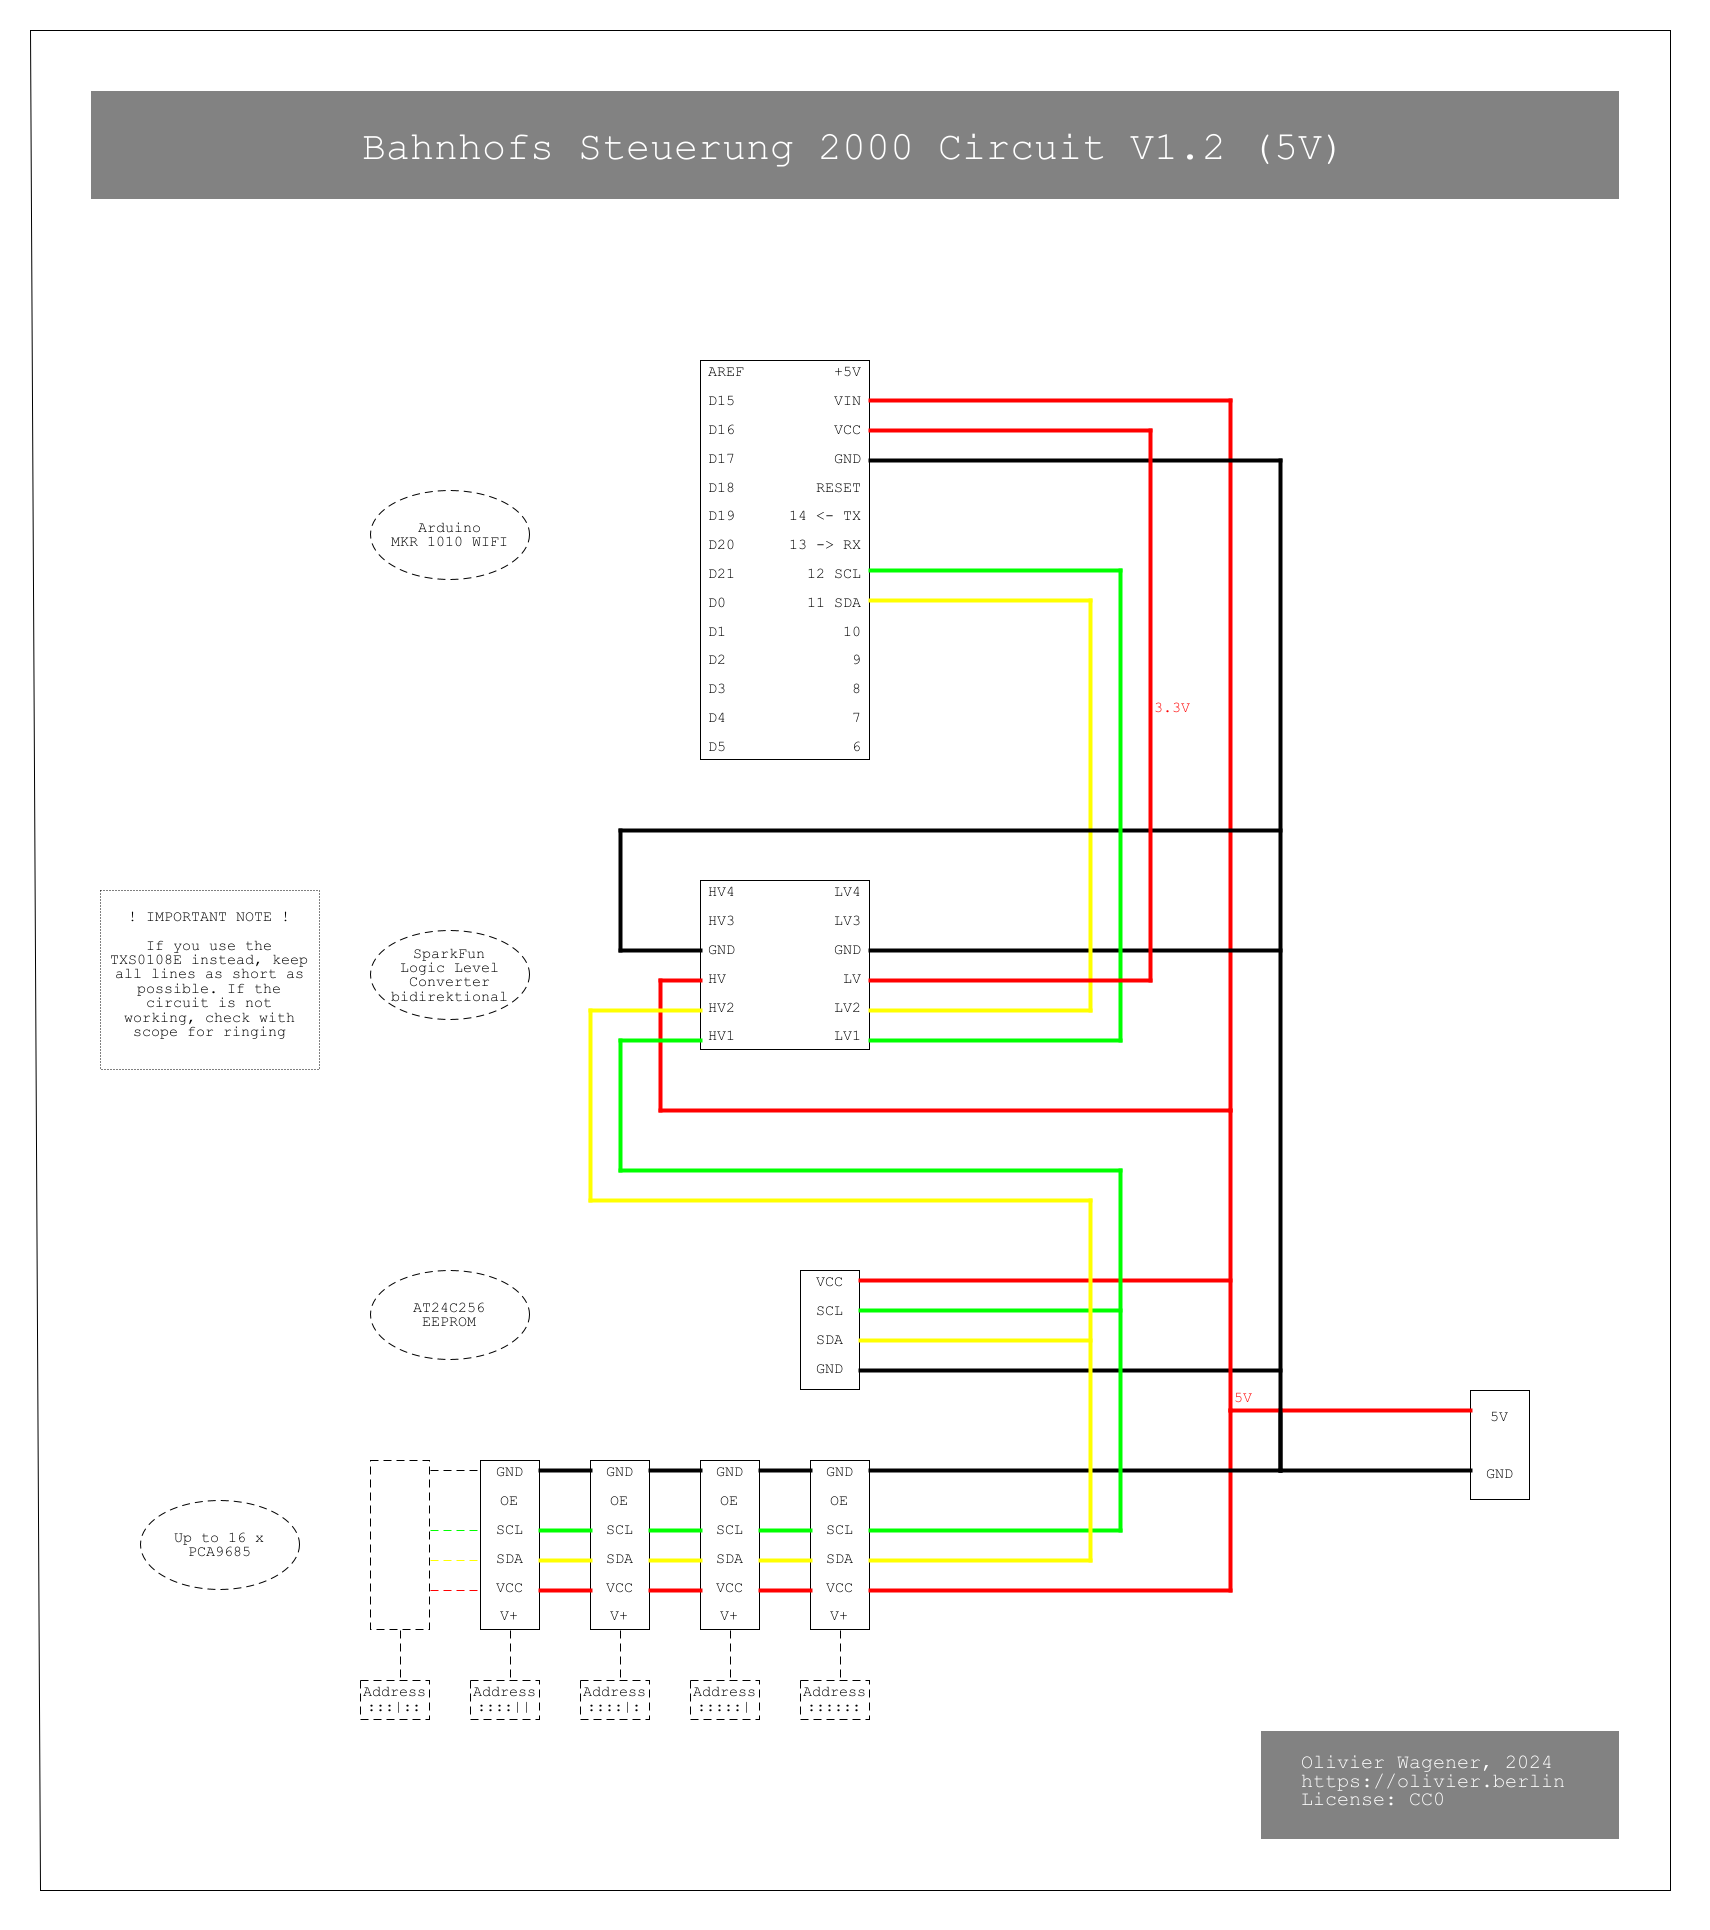 Bahnhofs Steuerung 2000 Circuit V1.2 (5V)
AREF +5V
D15 VIN
D16 VCC
D17 GND
D18 RESET
D19 14 <- TX
D20 13 -> RX
D21 12 SCL
D0 11 SDA
D1 10
D2 9
D3 8
D4 7
D5 6
Arduino
MKR 1010 WIFI
3.3V
! IMPORTANT NOTE !
If you use the
TXS0108E instead, keep
all lines as short as
possible. If the
circuit is not
working, check with
scope for ringing
SparkFun
Logic Level
Converter
bidirektional
HV4 LV4
HV3 LV3
GND GND
HV LV
HV2 LV2
HV1 LV1
AT24C256
EEPROM
VCC
SCL
SDA
GND
5V
5V
GND
Up to 16 x
PCA9685
GND GND GND GND
OE OE OE OE
SCL SCL SCL SCL
SDA SDA SDA SDA
VCC VCC VCC VCC
V+ V+ V+ V+
Address Address Address Address Address
:::|:: ::::|| ::::|: :::::| ::::::
Olivier Wagener, 2024
https://olivier.berlin
License: CC0